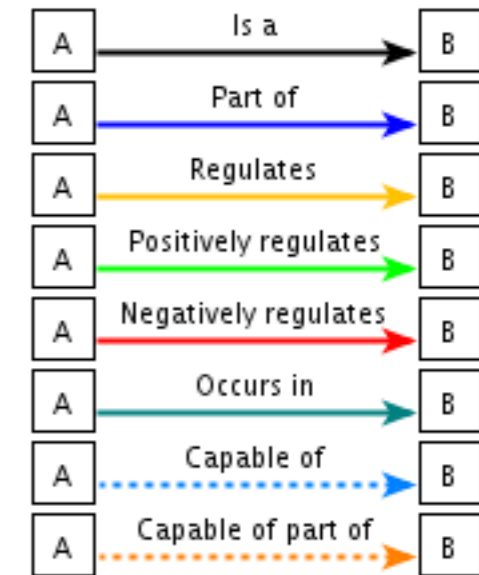 Is a
A B
Part of
A B
Regulates
A B
Positively regulates
A B
Negatively regulates
A B
Occurs in
A B
Capable of
A B
Capable of part of
A B